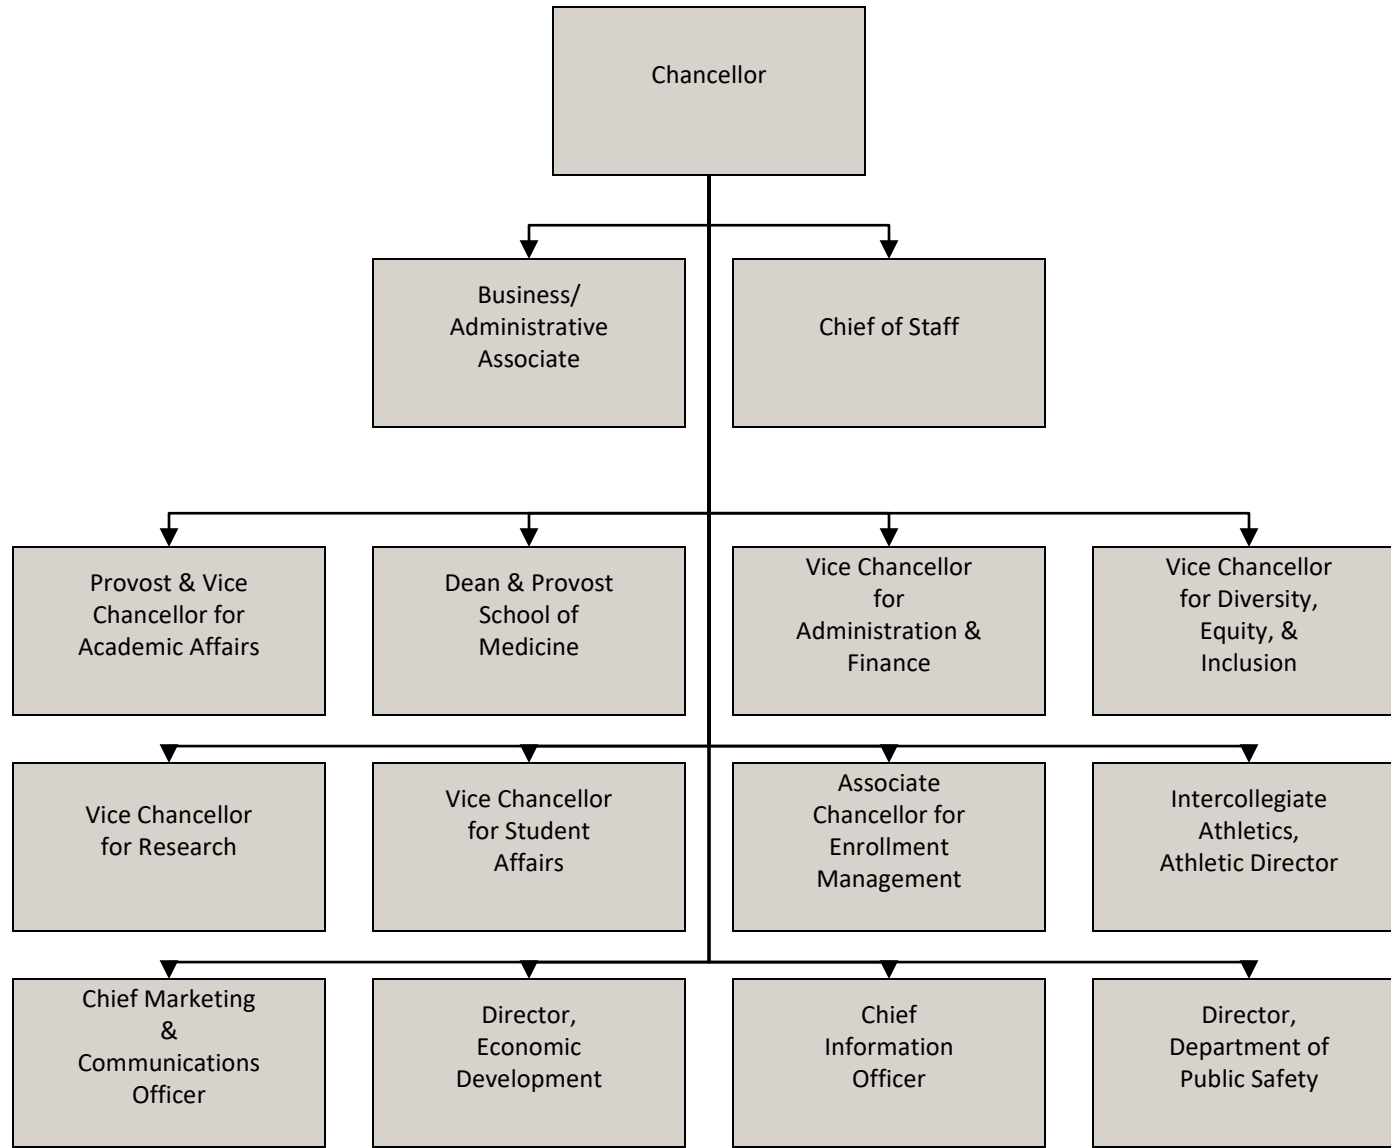 Chancellor
Business/
Administrative
Associate
Chief of Staff
Provost & Vice
Chancellor for
Academic Affairs
Dean & Provost
School of
Medicine
Vice Chancellor
for
Administration &
Finance
Vice Chancellor
for Diversity,
Equity, &
Inclusion
Vice Chancellor
for Research
Vice Chancellor
for Student
Affairs
Associate
Chancellor for
Enrollment
Management
Intercollegiate
Athletics,
Athletic Director
Chief Marketing
&
Communications
Officer
Director,
Economic
Development
Chief
Information
Officer
Director,
Department of
Public Safety